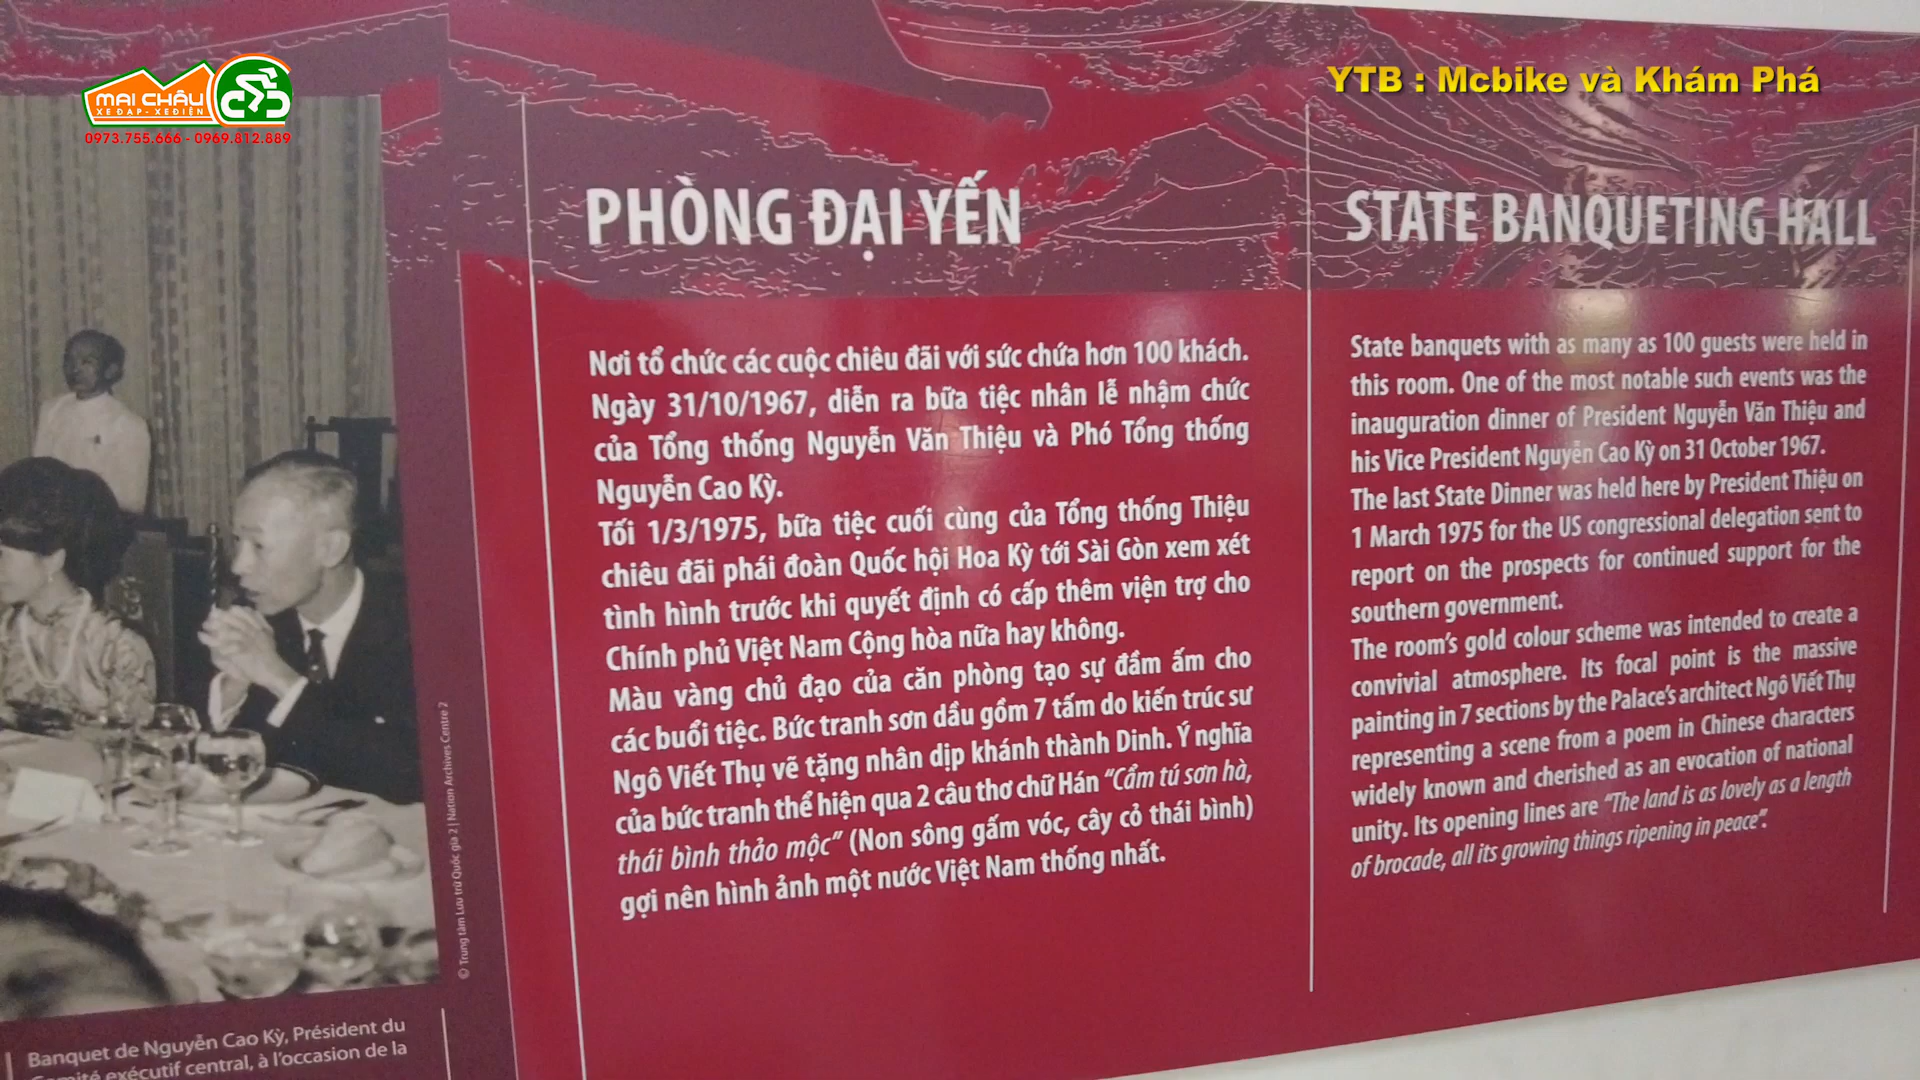 MAI CHÂU
XE ĐẠP - XE ĐIỆN
0973.755.666 - 0969.812.889
YTB : Mcbike và Khám Phá
PHÒNG ĐẠI YẾN
Nơi tổ chức các cuộc chiêu đãi với sức chứa hơn 100 khách.
Ngày 31/10/1967, diễn ra bữa tiệc nhân lễ nhậm chức
của Tổng thống Nguyễn Văn Thiệu và Phó Tổng thống
Nguyễn Cao Kỳ.
Tối 1/3/1975, bữa tiệc cuối cùng của Tổng thống Thiệu
chiêu đãi phái đoàn Quốc hội Hoa Kỳ tới Sài Gòn xem xét
tình hình trước khi quyết định có cấp thêm viện trợ cho
Chính phủ Việt Nam Cộng hòa nữa hay không.
Màu vàng chủ đạo của căn phòng tạo sự đầm ấm cho
các buổi tiệc. Bức tranh sơn dầu gồm 7 tấm do kiến trúc sư
Ngô Viết Thụ vẽ tặng nhân dịp khánh thành Dinh. Ý nghĩa
của bức tranh thể hiện qua 2 câu thơ chữ Hán “Cẩm tú sơn hà,
thái bình thảo mộc” (Non sông gấm vóc, cây cỏ thái bình)
gợi nên hình ảnh một nước Việt Nam thống nhất.
STATE BANQUETING HALL
State banquets with as many as 100 guests were held in
this room. One of the most notable such events was the
inauguration dinner of President Nguyễn Văn Thiệu and
his Vice President Nguyễn Cao Kỳ on 31 October 1967.
The last State Dinner was held here by President Thiệu on
1 March 1975 for the US congressional delegation sent to
report on the prospects for continued support for the
southern government.
The room’s gold colour scheme was intended to create a
convivial atmosphere. Its focal point is the massive
painting in 7 sections by the Palace’s architect Ngô Viết Thụ
representing a scene from a poem in Chinese characters
widely known and cherished as an evocation of national
unity. Its opening lines are “The land is as lovely as a length
of brocade, all its growing things ripening in peace”.
© Trung tâm Lưu trữ Quốc gia 2 | Nation Archives Centre 2
Banquet de Nguyễn Cao Kỳ, Président du
Comité exécutif central, à l’occasion de la